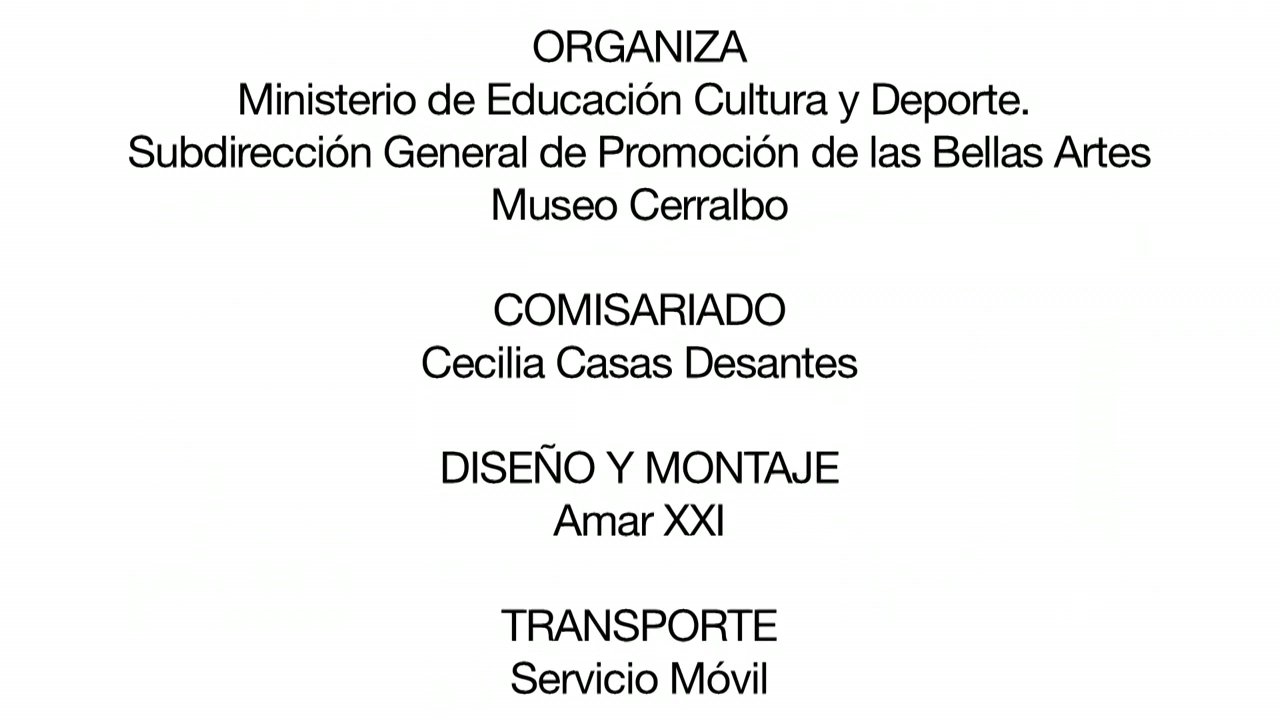 ORGANIZA
Ministerio de Educación Cultura y Deporte.
Subdirección General de Promoción de las Bellas Artes
Museo Cerralbo
COMISARIADO
Cecilia Casas Desantes
DISEÑO Y MONTAJE
Amar XXI
TRANSPORTE
Servicio Móvil